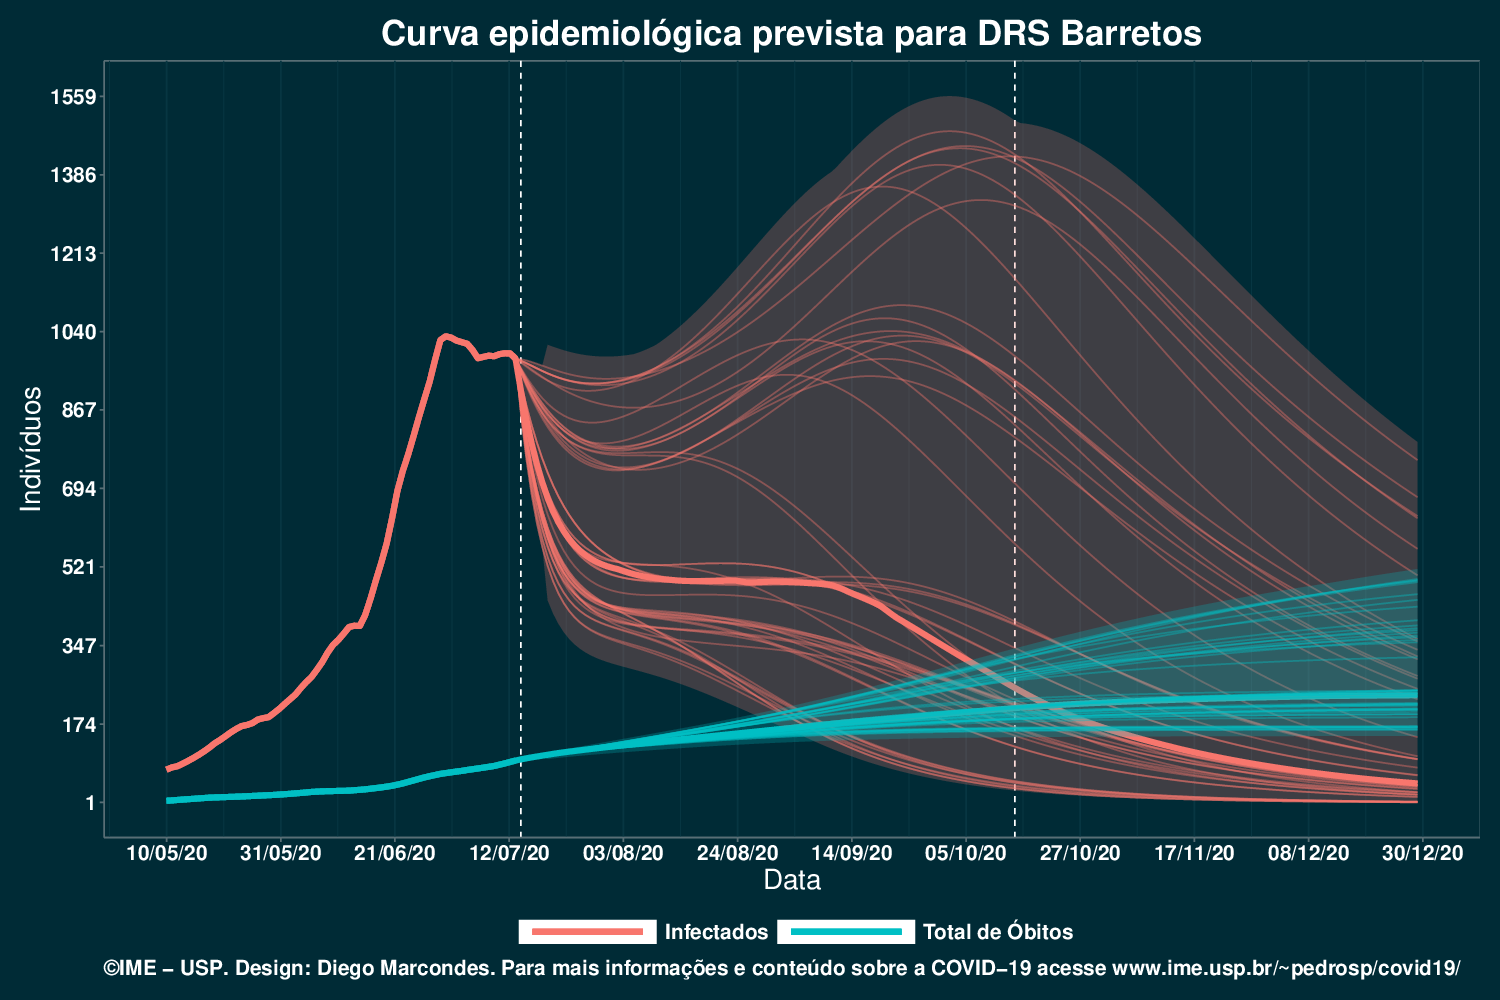 Curva epidemiológica prevista para DRS Barretos
Indivíduos
1559
1386
1213
1040
867
694
521
347
174
1
10/05/20 31/05/20 21/06/20 12/07/20 03/08/20 24/08/20 14/09/20 05/10/20 27/10/20 17/11/20 08/12/20 30/12/20
Data
Infectados Total de Óbitos
©IME – USP. Design: Diego Marcondes. Para mais informações e conteúdo sobre a COVID−19 acesse www.ime.usp.br/~pedrosp/covid19/